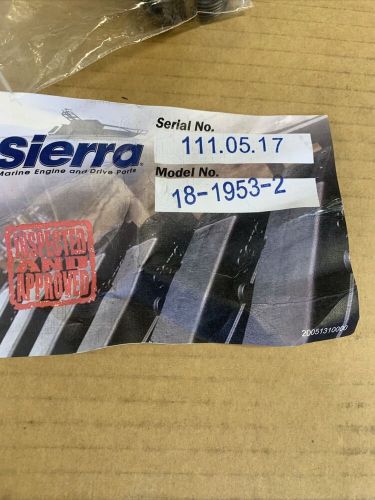 Sierra®
Marine Engine and Drive Parts
Serial No.
111.05.17
Model No.
18-1953-2
INSPECTED
AND
APPROVED
20051310000